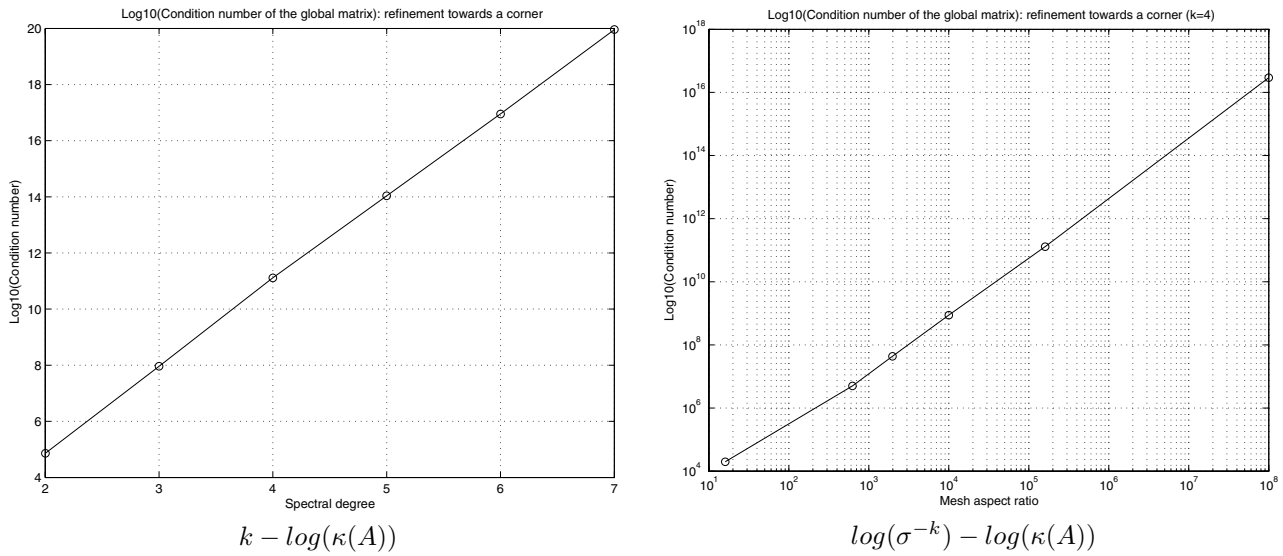 Log10(Condition number of the global matrix): refinement towards a corner
20
18
16
14
12
10
8
6
4
Log10(Condition number)
2 3 4 5 6 7
Spectral degree
k − log(κ(A))
Log10(Condition number of the global matrix): refinement towards a corner (k=4)
10^18
10^16
10^14
10^12
10^10
10^8
10^6
10^4
Log10(Condition number)
10^1 10^2 10^3 10^4 10^5 10^6 10^7 10^8
Mesh aspect ratio
log(σ^−k) − log(κ(A))